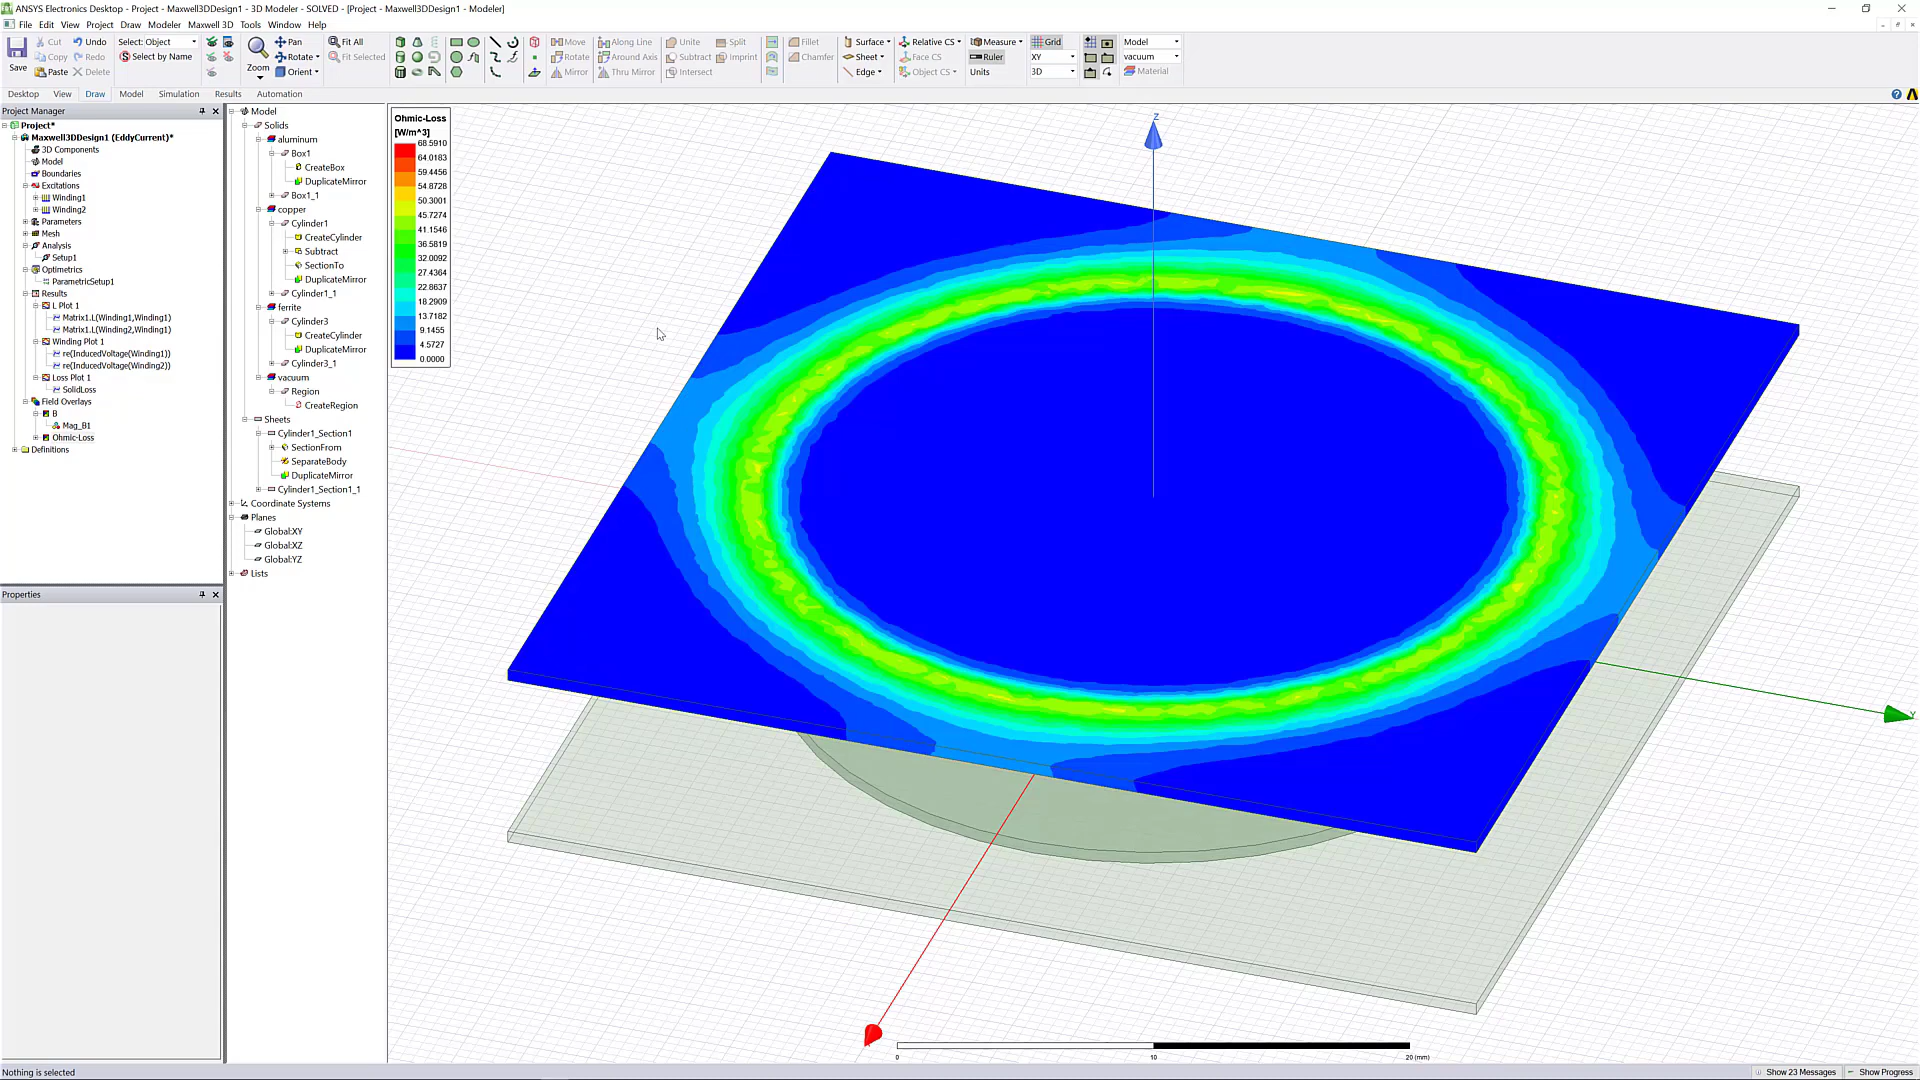 ANSYS Electronics Desktop - Project - Maxwell3DDesign1 - 3D Modeler - SOLVED - [Project - Maxwell3DDesign1 - Modeler]
File Edit View Project Draw Modeler Maxwell 3D Tools Window Help
Save
Cut
Copy
Paste
Undo
Redo
Delete
Select: Object
Select by Name
Zoom
Pan
Rotate
Orient
Fit All
Fit Selected
Move
Rotate
Mirror
Along Line
Around Axis
Thru Mirror
Unite
Subtract
Intersect
Split
Imprint
Fillet
Chamfer
Surface
Sheet
Edge
Relative CS
Face CS
Object CS
Measure
Ruler
Units
Grid
XY
3D
Model
vacuum
Material
Desktop View Draw Model Simulation Results Automation
Project Manager
Project*
Maxwell3DDesign1 (EddyCurrent)*
3D Components
Model
Boundaries
Excitations
Winding1
Winding2
Parameters
Mesh
Analysis
Setup1
Optimetrics
ParametricSetup1
Results
L Plot 1
Matrix1.L(Winding1,Winding1)
Matrix1.L(Winding2,Winding1)
Winding Plot 1
re(InducedVoltage(Winding1))
re(InducedVoltage(Winding2))
Loss Plot 1
SolidLoss
Field Overlays
B
Mag_B1
Ohmic-Loss
Definitions
Properties
Model
Solids
aluminum
Box1
CreateBox
DuplicateMirror
Box1_1
copper
Cylinder1
CreateCylinder
Subtract
SectionTo
DuplicateMirror
Cylinder1_1
ferrite
Cylinder3
CreateCylinder
DuplicateMirror
Cylinder3_1
vacuum
Region
CreateRegion
Sheets
Cylinder1_Section1
SectionFrom
SeparateBody
DuplicateMirror
Cylinder1_Section1_1
Coordinate Systems
Planes
Global:XY
Global:XZ
Global:YZ
Lists
Ohmic-Loss
[W/m^3]
68.5910
64.0183
59.4456
54.8728
50.3001
45.7274
41.1546
36.5819
32.0092
27.4364
22.8637
18.2909
13.7182
9.1455
4.5727
0.0000
Z
Y
0 10 20 (mm)
Nothing is selected
Show 23 Messages
Show Progress